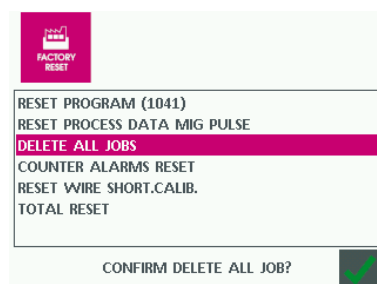 FACTORY
RESET
RESET PROGRAM (1041)
RESET PROCESS DATA MIG PULSE
DELETE ALL JOBS
COUNTER ALARMS RESET
RESET WIRE SHORT.CALIB.
TOTAL RESET
CONFIRM DELETE ALL JOB?